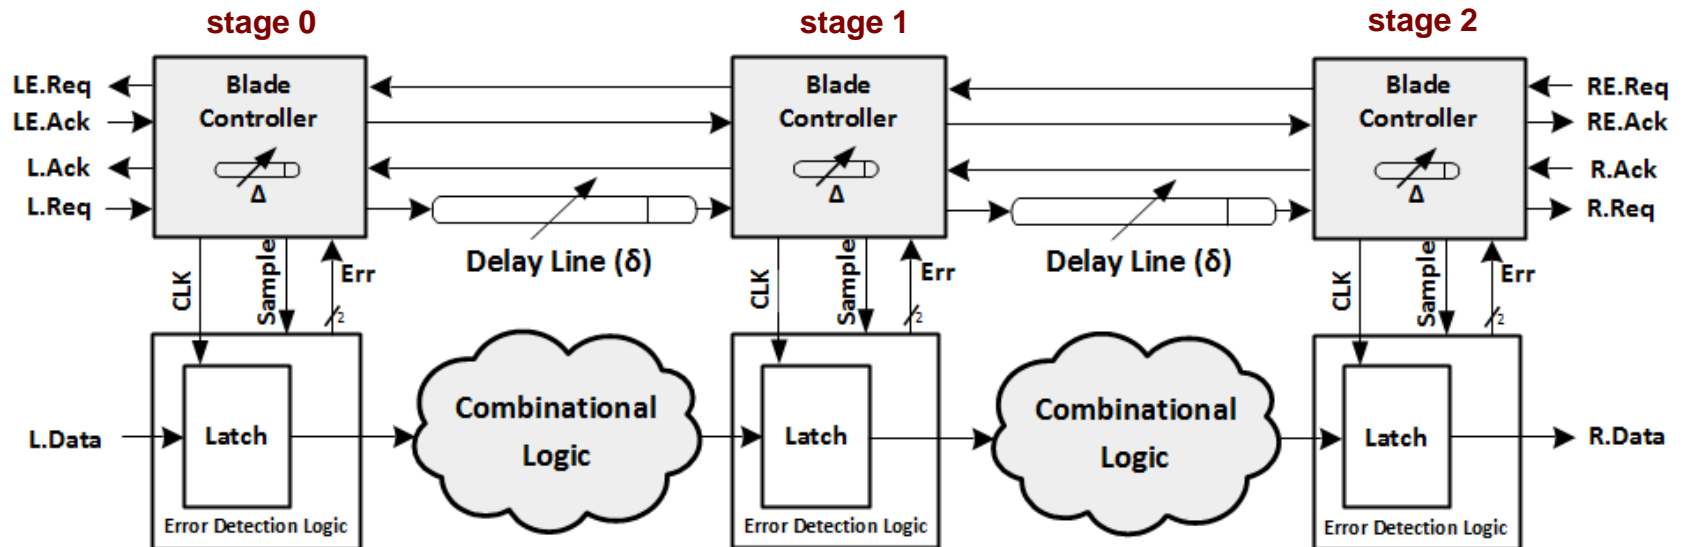 stage 0
stage 1
stage 2
LE.Req
LE.Ack
L.Ack
L.Req
Blade
Controller
Δ
Blade
Controller
Δ
Blade
Controller
Δ
RE.Req
RE.Ack
R.Ack
R.Req
Delay Line (δ)
Delay Line (δ)
CLK
Sample
Err
2
CLK
Sample
Err
2
CLK
Sample
Err
2
L.Data
Latch
Error Detection Logic
Combinational
Logic
Latch
Error Detection Logic
Combinational
Logic
Latch
Error Detection Logic
R.Data